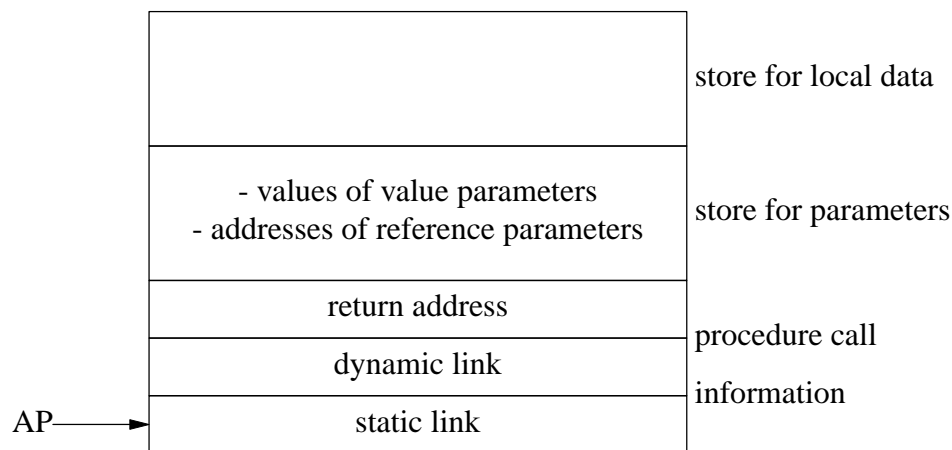 store for local data
- values of value parameters
- addresses of reference parameters
store for parameters
return address
procedure call
dynamic link
information
AP
static link